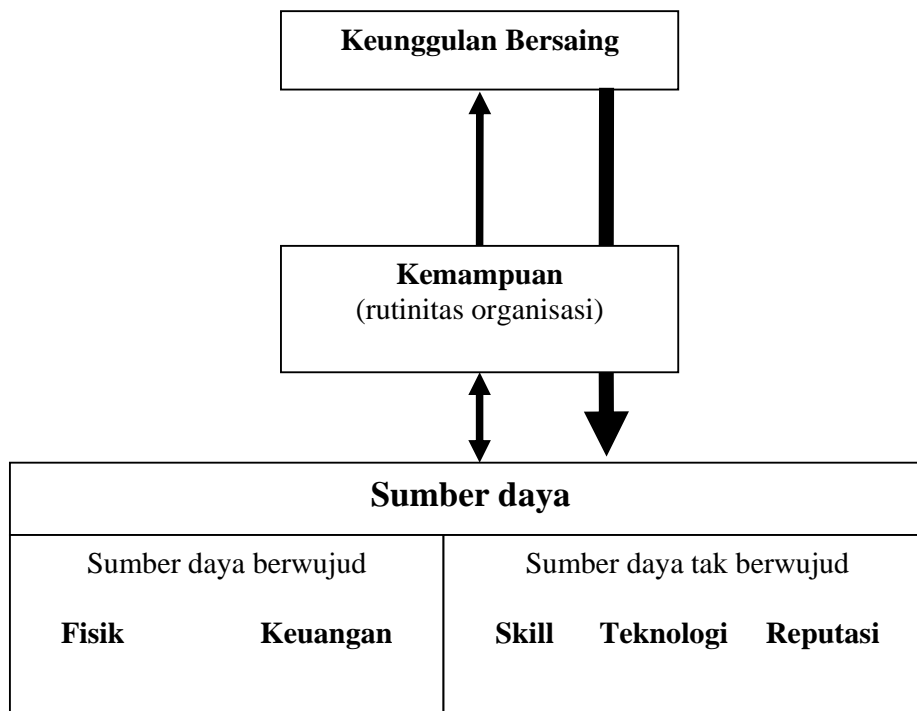 Keunggulan Bersaing
Kemampuan
(rutinitas organisasi)
Sumber daya
Sumber daya berwujud
Fisik Keuangan
Sumber daya tak berwujud
Skill Teknologi Reputasi